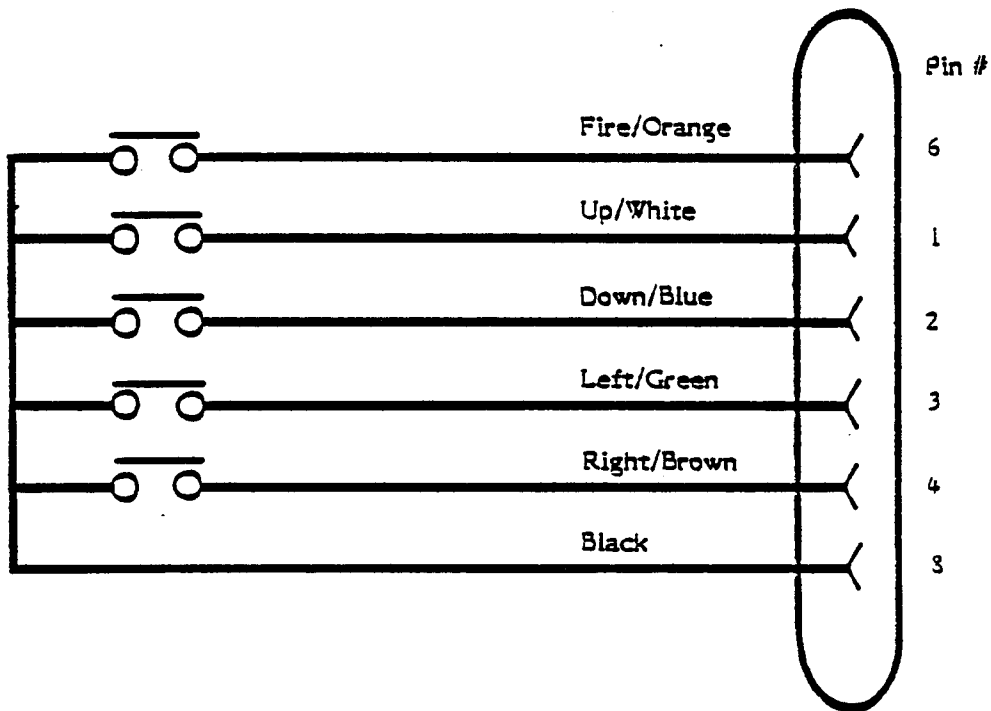 Pin #
Fire/Orange 6
Up/White 1
Down/Blue 2
Left/Green 3
Right/Brown 4
Black 8